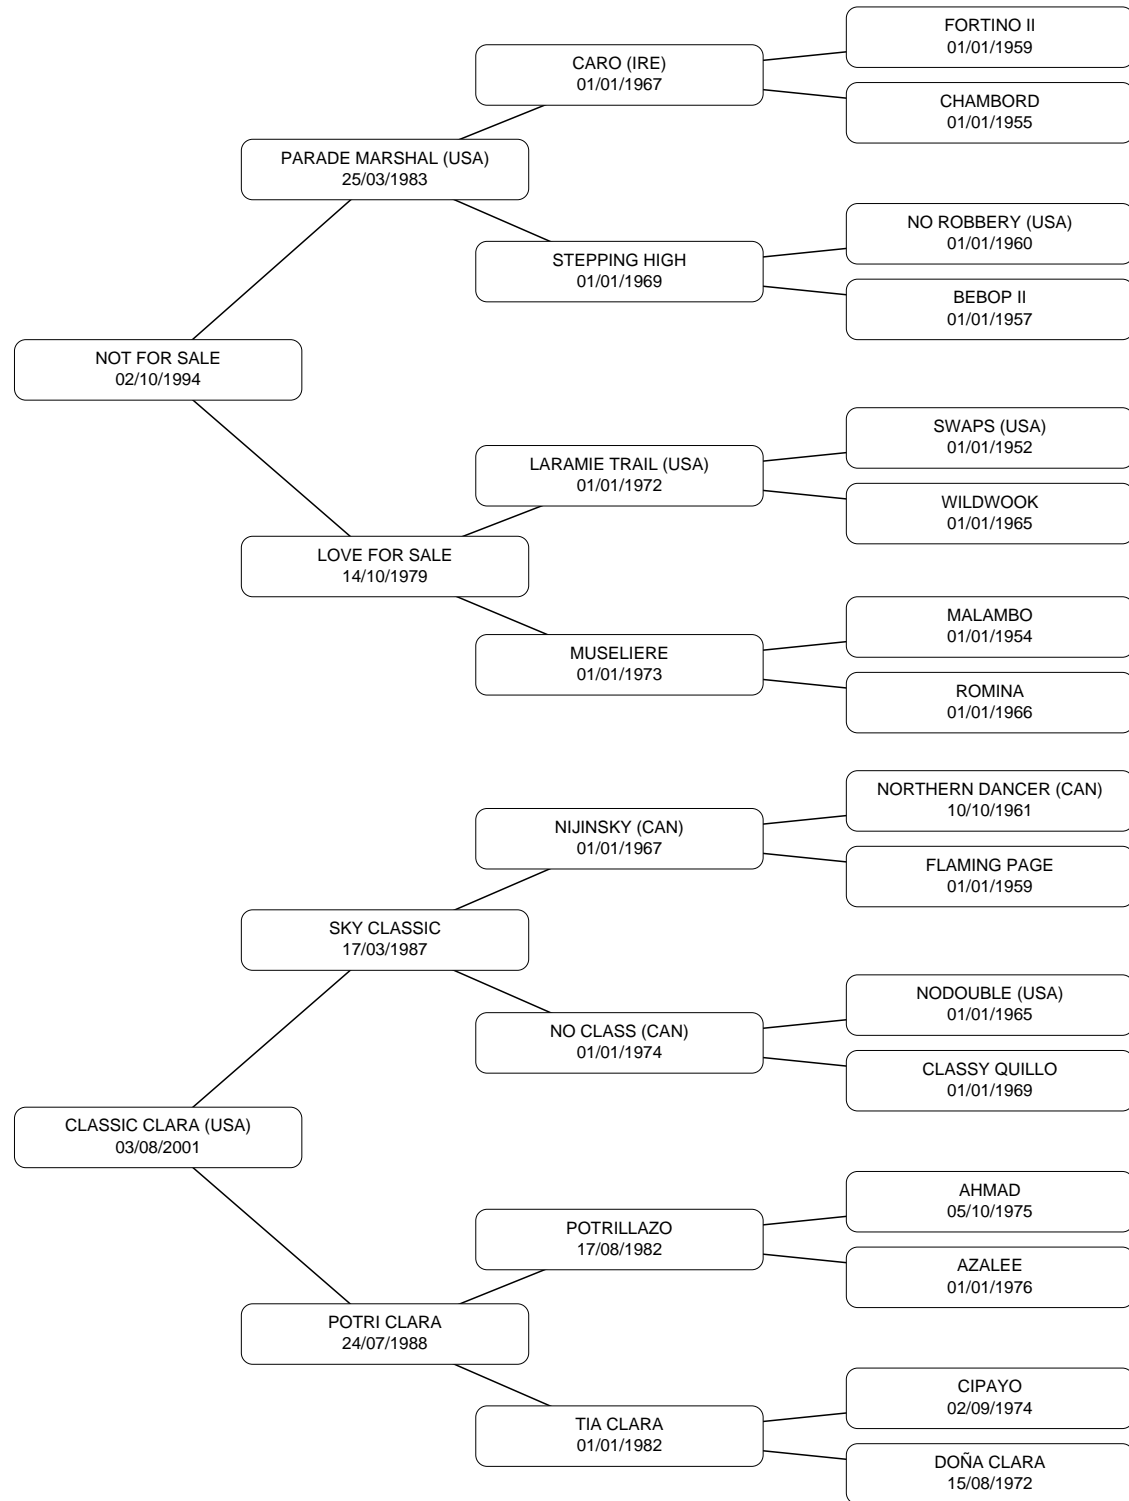 FORTINO II
01/01/1959
CARO (IRE)
01/01/1967
CHAMBORD
01/01/1955
PARADE MARSHAL (USA)
25/03/1983
NO ROBBERY (USA)
01/01/1960
STEPPING HIGH
01/01/1969
BEBOP II
01/01/1957
NOT FOR SALE
02/10/1994
SWAPS (USA)
01/01/1952
LARAMIE TRAIL (USA)
01/01/1972
WILDWOOK
01/01/1965
LOVE FOR SALE
14/10/1979
MALAMBO
01/01/1954
MUSELIERE
01/01/1973
ROMINA
01/01/1966
NORTHERN DANCER (CAN)
10/10/1961
NIJINSKY (CAN)
01/01/1967
FLAMING PAGE
01/01/1959
SKY CLASSIC
17/03/1987
NODOUBLE (USA)
01/01/1965
NO CLASS (CAN)
01/01/1974
CLASSY QUILLO
01/01/1969
CLASSIC CLARA (USA)
03/08/2001
AHMAD
05/10/1975
POTRILLAZO
17/08/1982
AZALEE
01/01/1976
POTRI CLARA
24/07/1988
CIPAYO
02/09/1974
TIA CLARA
01/01/1982
DOÑA CLARA
15/08/1972